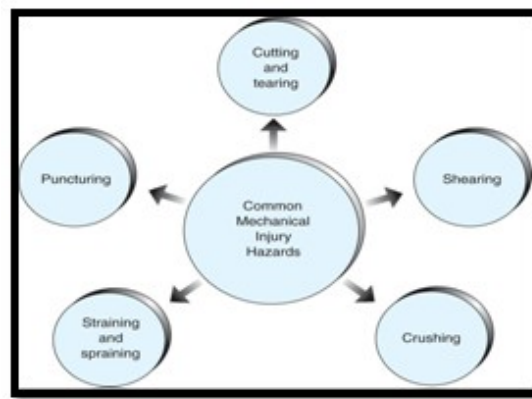 Cutting
and
tearing
Puncturing
Shearing
Common
Mechanical
Injury
Hazards
Straining
and
spraining
Crushing